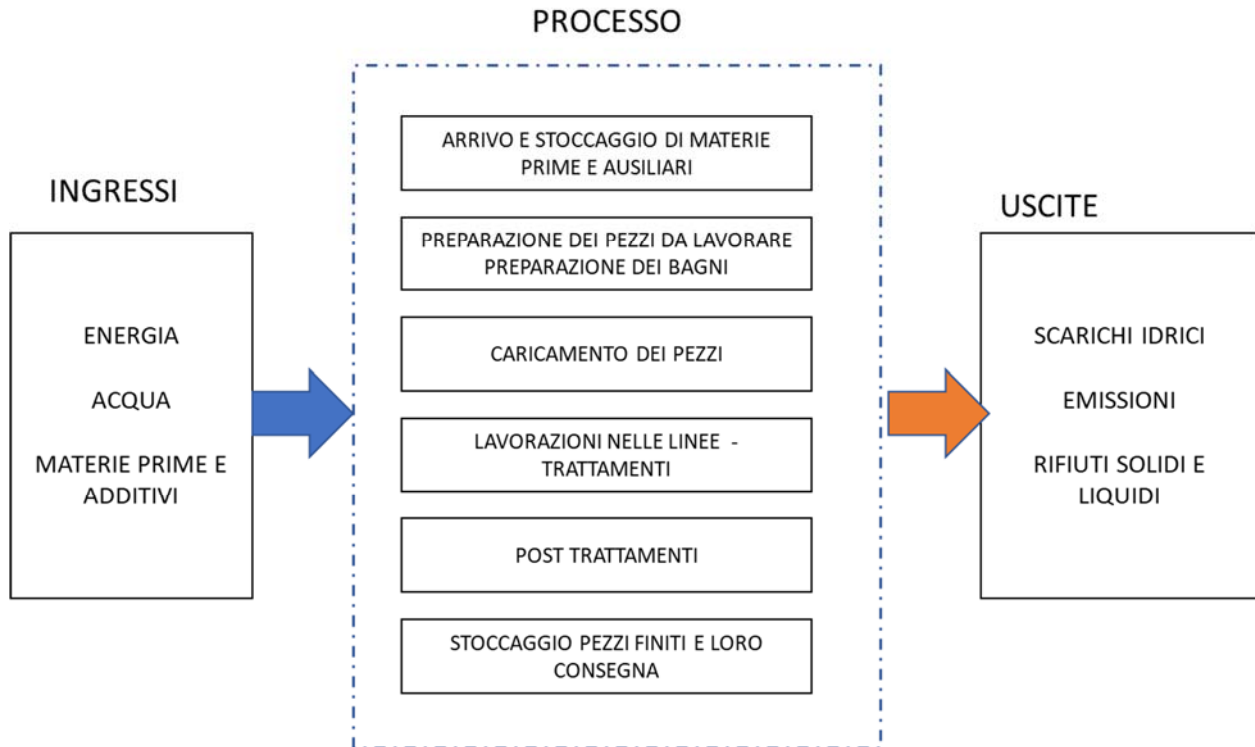 PROCESSO
INGRESSI
ENERGIA
ACQUA
MATERIE PRIME E
ADDITIVI
ARRIVO E STOCCAGGIO DI MATERIE
PRIME E AUSILIARI
PREPARAZIONE DEI PEZZI DA LAVORARE
PREPARAZIONE DEI BAGNI
CARICAMENTO DEI PEZZI
LAVORAZIONI NELLE LINEE -
TRATTAMENTI
POST TRATTAMENTI
STOCCAGGIO PEZZI FINITI E LORO
CONSEGNA
USCITE
SCARICHI IDRICI
EMISSIONI
RIFIUTI SOLIDI E
LIQUIDI